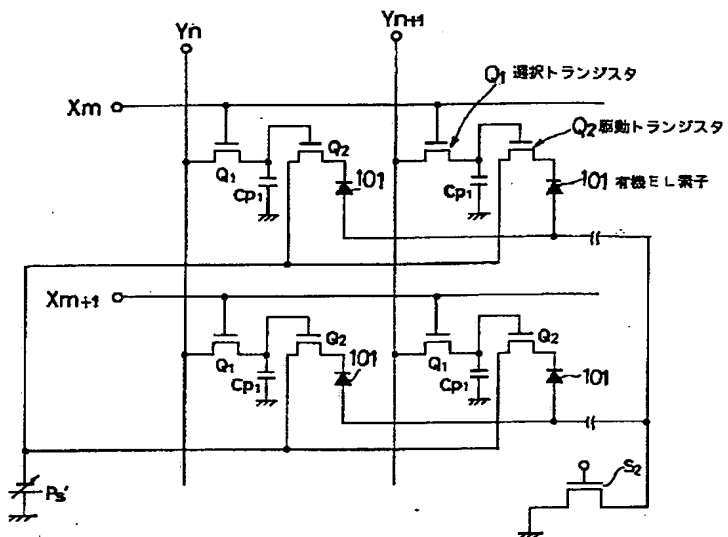 Yn
Yn+1
Xm
Q1 選択トランジスタ
Q2 駆動トランジスタ
Q1
Cp1
Q2
101
Cp1
101 有機EL素子
Xm+1
Q1
Cp1
Q2
101
Q1
Cp1
Q2
101
Ps'
S2